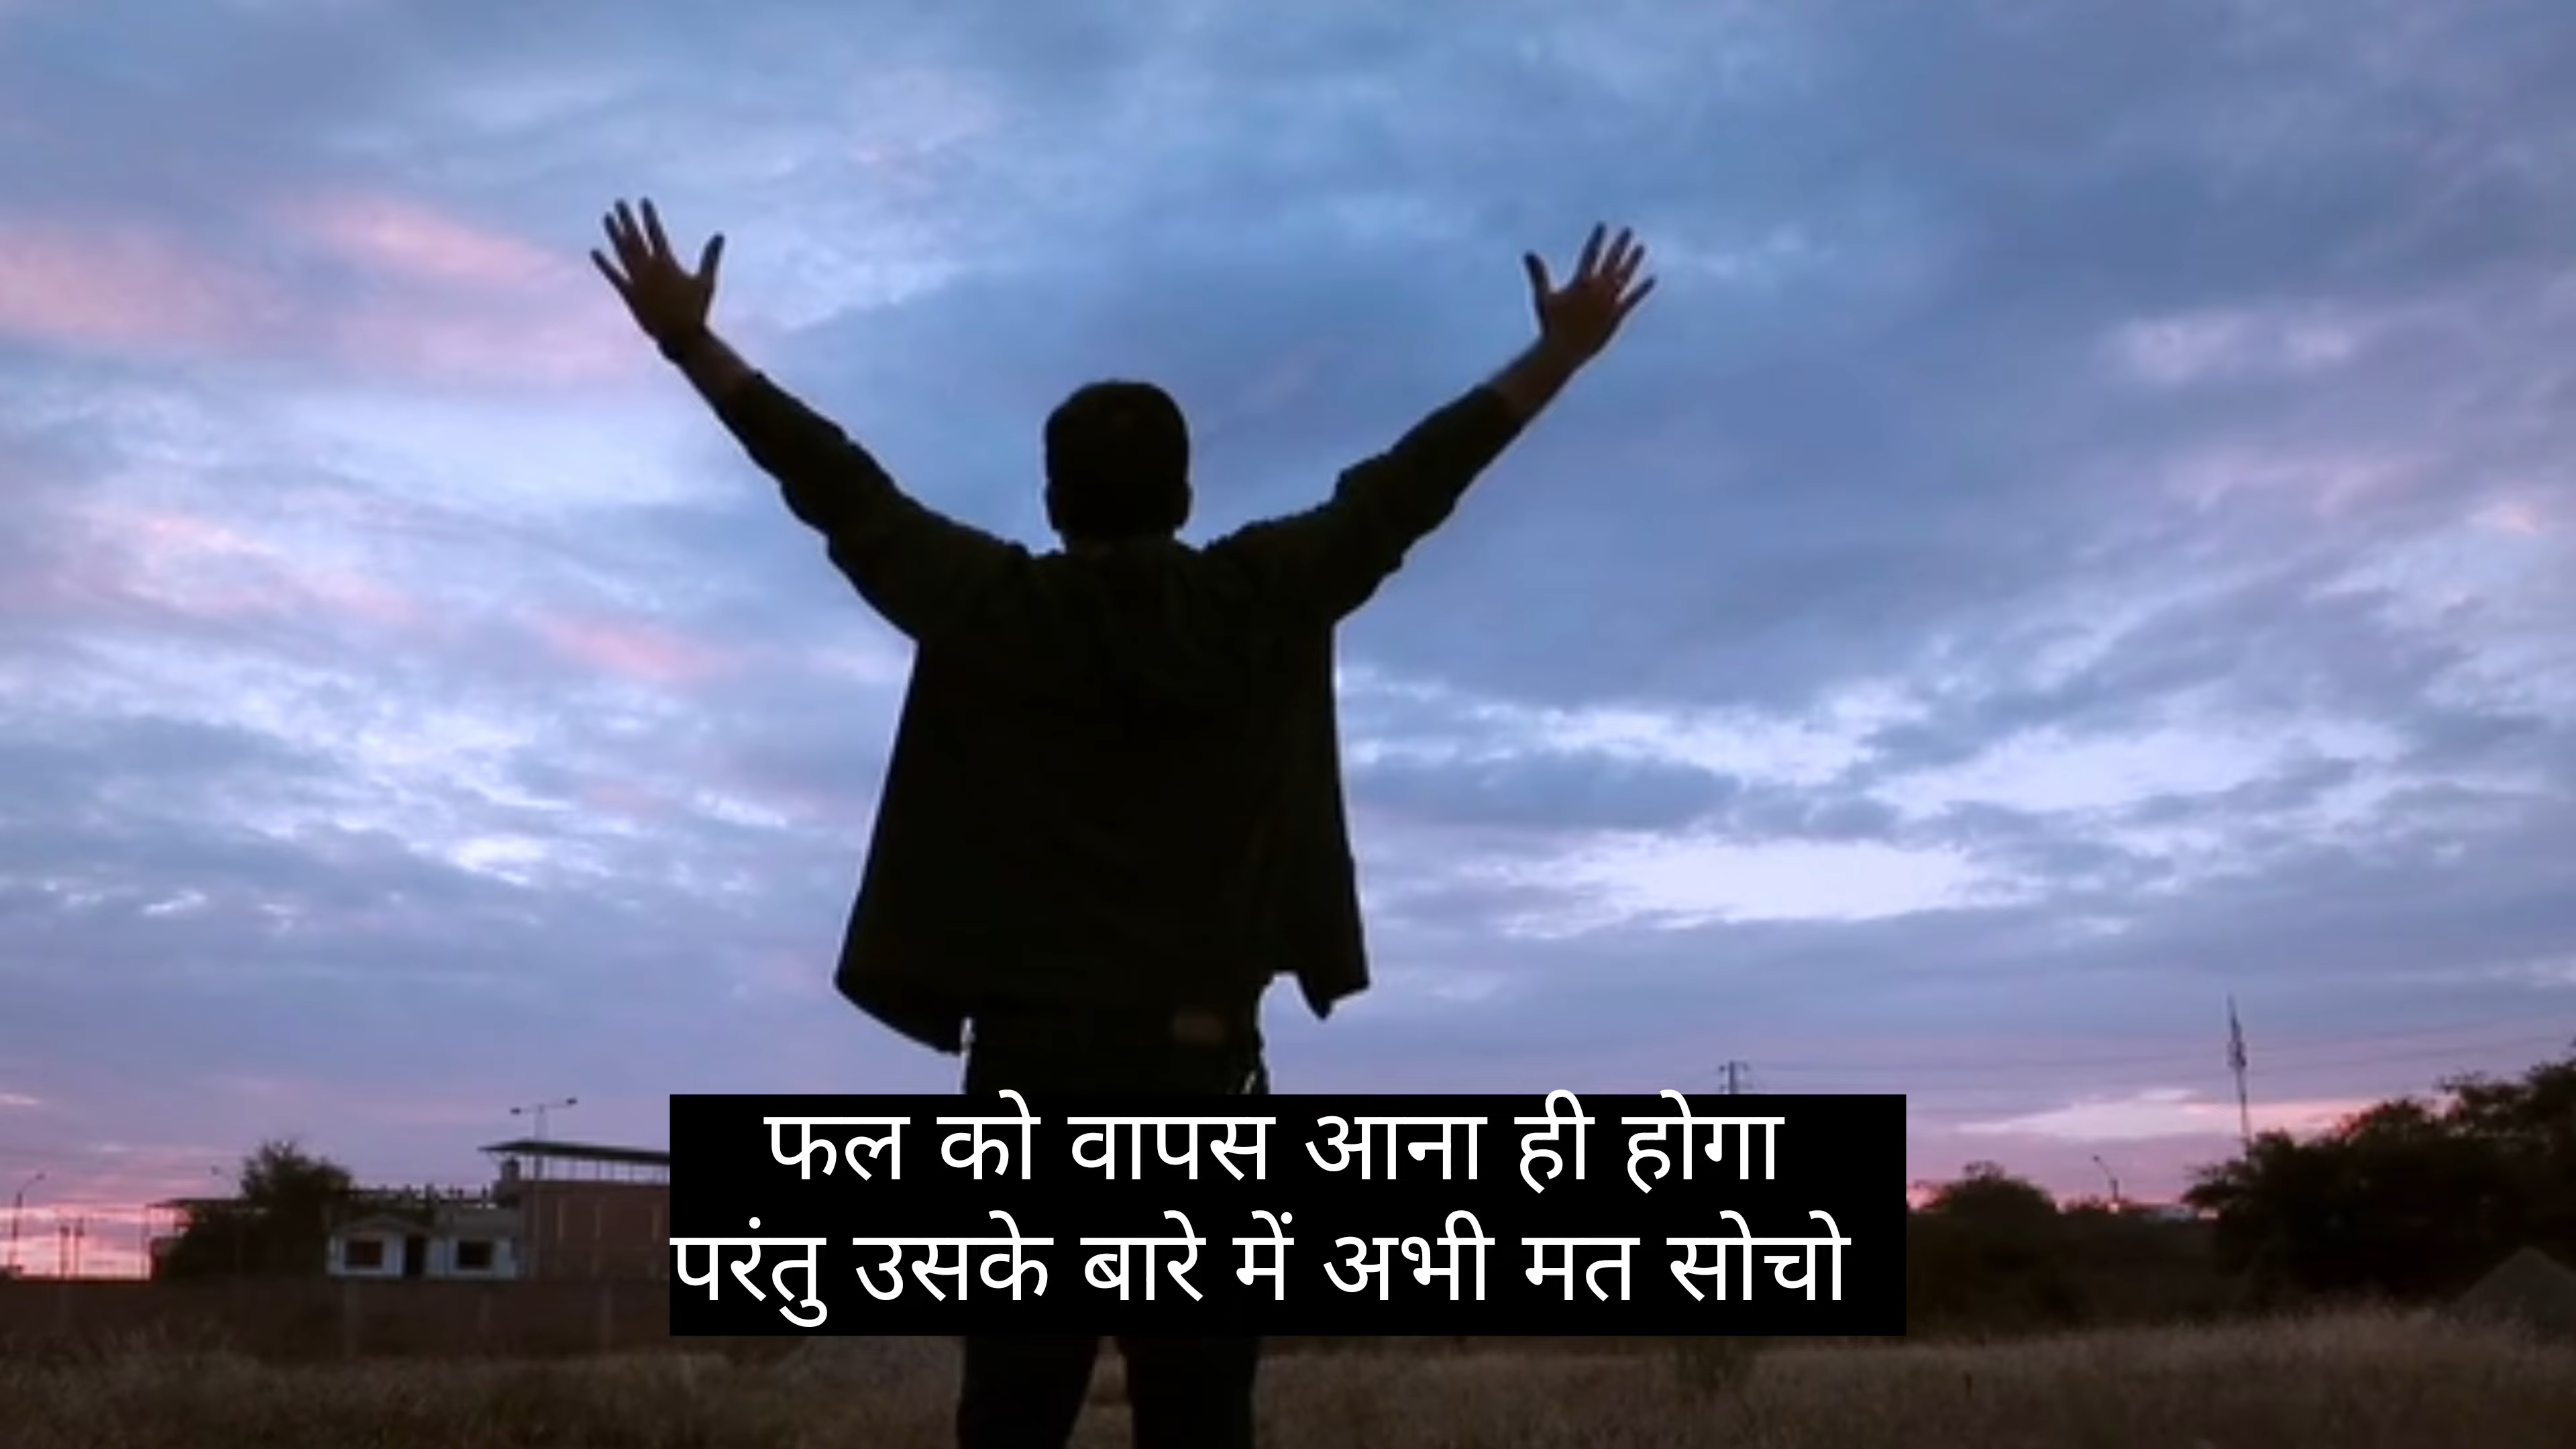 फल को वापस आना ही होगा
परंतु उसके बारे में अभी मत सोचो